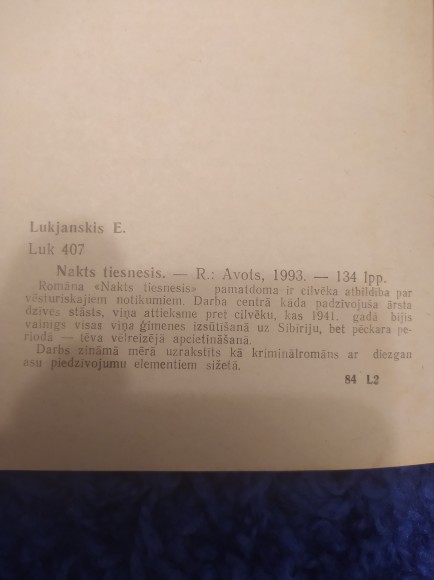 Lukjanskis E.
Luk 407
Nakts tiesnesis. — R.: Avots, 1993. — 134 lpp.
Romāna «Nakts tiesnesis» pamatdoma ir cilvēka atbildība par
vēsturiskajiem notikumiem. Darba centrā kāda padzīvojuša ārsta
dzīves stāsts, viņa attieksme pret cilvēku, kas 1941. gadā bijis
vainīgs visas viņa ģimenes izsūtīšanā uz Sibīriju, bet pēckara pe-
rioda — tēva vēlreizējā apcietināšanā.
Darbs zināmā mērā uzrakstīts kā kriminālromāns ar diezgan
asu piedzīvojumu elementiem sižetā.
84 L2